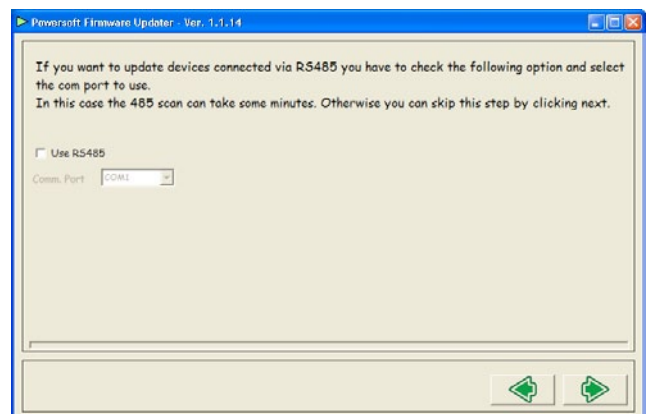 Powersoft Firmware Updater - Ver. 1.1.14
If you want to update devices connected via RS485 you have to check the following option and select
the com port to use.
In this case the 485 scan can take some minutes. Otherwise you can skip this step by clicking next.
Use RS485
Comm. Port COM1